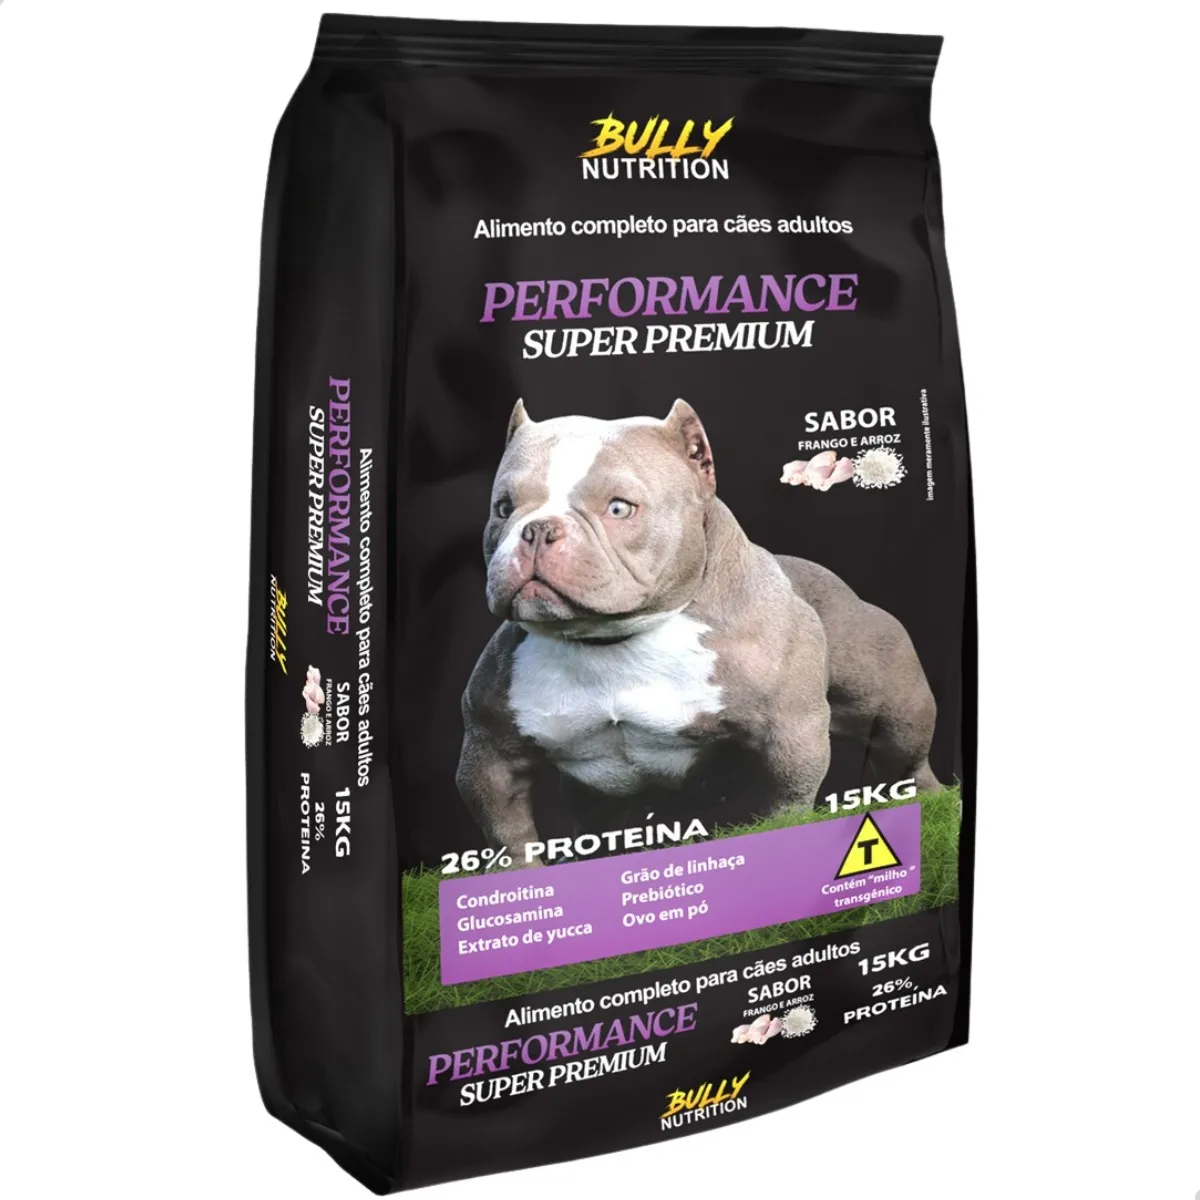 BULLY
NUTRITION
Alimento completo para cães adultos
PERFORMANCE
SUPER PREMIUM
SABOR
FRANGO E ARROZ
imagem meramente ilustrativa
15KG
26% PROTEÍNA
Condroitina
Glucosamina
Extrato de yucca
Grão de linhaça
Prebiótico
Ovo em pó
T
Contém "milho"
transgênico
Alimento completo para cães adultos
PERFORMANCE
SUPER PREMIUM
SABOR
FRANGO E ARROZ
15KG
26%
PROTEÍNA
BULLY
NUTRITION
Alimento completo para cães adultos
PERFORMANCE
SUPER PREMIUM
BULLY
NUTRITION
SABOR
FRANGO E ARROZ
15KG
26%
PROTEÍNA